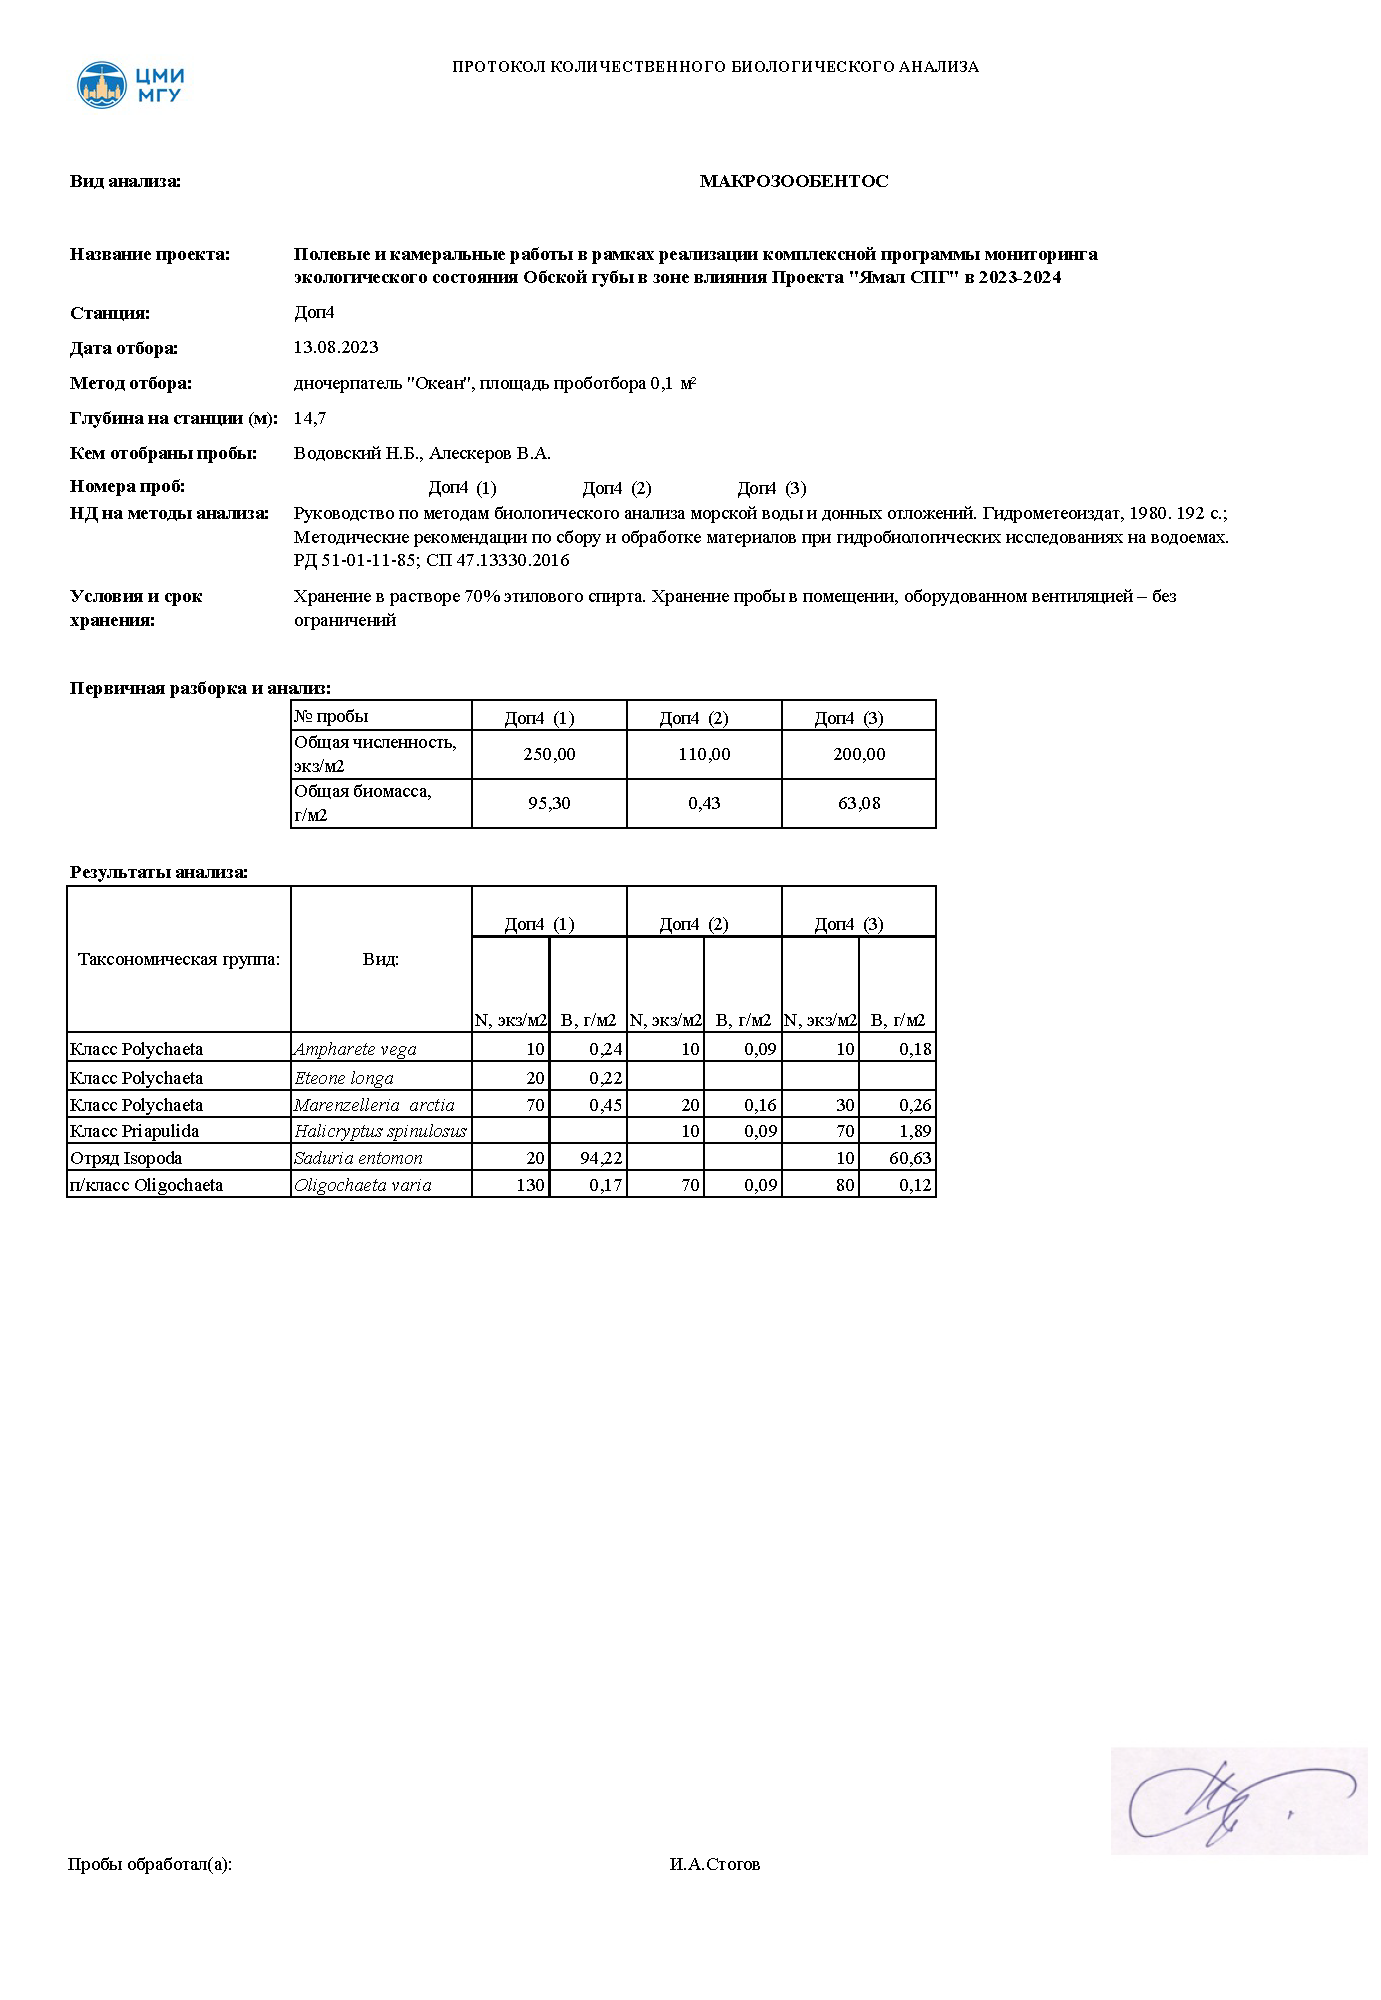 ЦМИ
МГУ
ПРОТОКОЛ КОЛИЧЕСТВЕННОГО БИОЛОГИЧЕСКОГО АНАЛИЗА
Вид анализа: МАКРОЗООБЕНТОС
Название проекта: Полевые и камеральные работы в рамках реализации комплексной программы мониторинга
экологического состояния Обской губы в зоне влияния Проекта "Ямал СПГ" в 2023-2024
Станция: Доп4
Дата отбора: 13.08.2023
Метод отбора: дночерпатель "Океан", площадь проботбора 0,1 м²
Глубина на станции (м): 14,7
Кем отобраны пробы: Водовский Н.Б., Алескеров В.А.
Номера проб: Доп4 (1) Доп4 (2) Доп4 (3)
НД на методы анализа: Руководство по методам биологического анализа морской воды и донных отложений. Гидрометеоиздат, 1980. 192 с.;
Методические рекомендации по сбору и обработке материалов при гидробиологических исследованиях на водоемах.
РД 51-01-11-85; СП 47.13330.2016
Условия и срок Хранение в растворе 70% этилового спирта. Хранение пробы в помещении, оборудованном вентиляцией – без
хранения: ограничений
Первичная разборка и анализ:
№ пробы Доп4 (1) Доп4 (2) Доп4 (3)
Общая численность,
экз/м2 250,00 110,00 200,00
Общая биомасса,
г/м2 95,30 0,43 63,08
Результаты анализа:
Доп4 (1) Доп4 (2) Доп4 (3)
Таксономическая группа: Вид:
N, экз/м2 B, г/м2 N, экз/м2 B, г/м2 N, экз/м2 B, г/м2
Класс Polychaeta Ampharete vega 10 0,24 10 0,09 10 0,18
Класс Polychaeta Eteone longa 20 0,22
Класс Polychaeta Marenzelleria arctia 70 0,45 20 0,16 30 0,26
Класс Priapulida Halicryptus spinulosus 10 0,09 70 1,89
Отряд Isopoda Saduria entomon 20 94,22 10 60,63
п/класс Oligochaeta Oligochaeta varia 130 0,17 70 0,09 80 0,12
Пробы обработал(а): И.А.Стогов